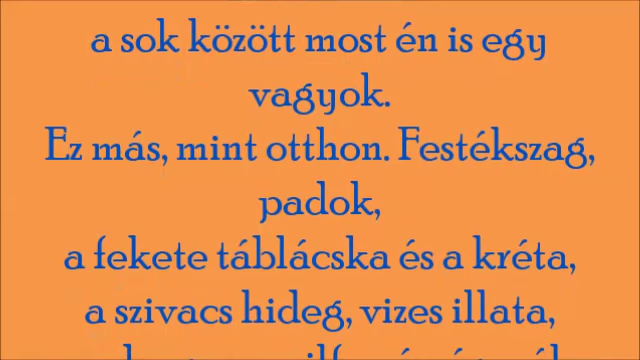 a sok között most én is egy
vagyok.
Ez más, mint otthon. Festékszag,
padok,
a fekete táblácska és a kréta,
a szivacs hideg, vizes illata,